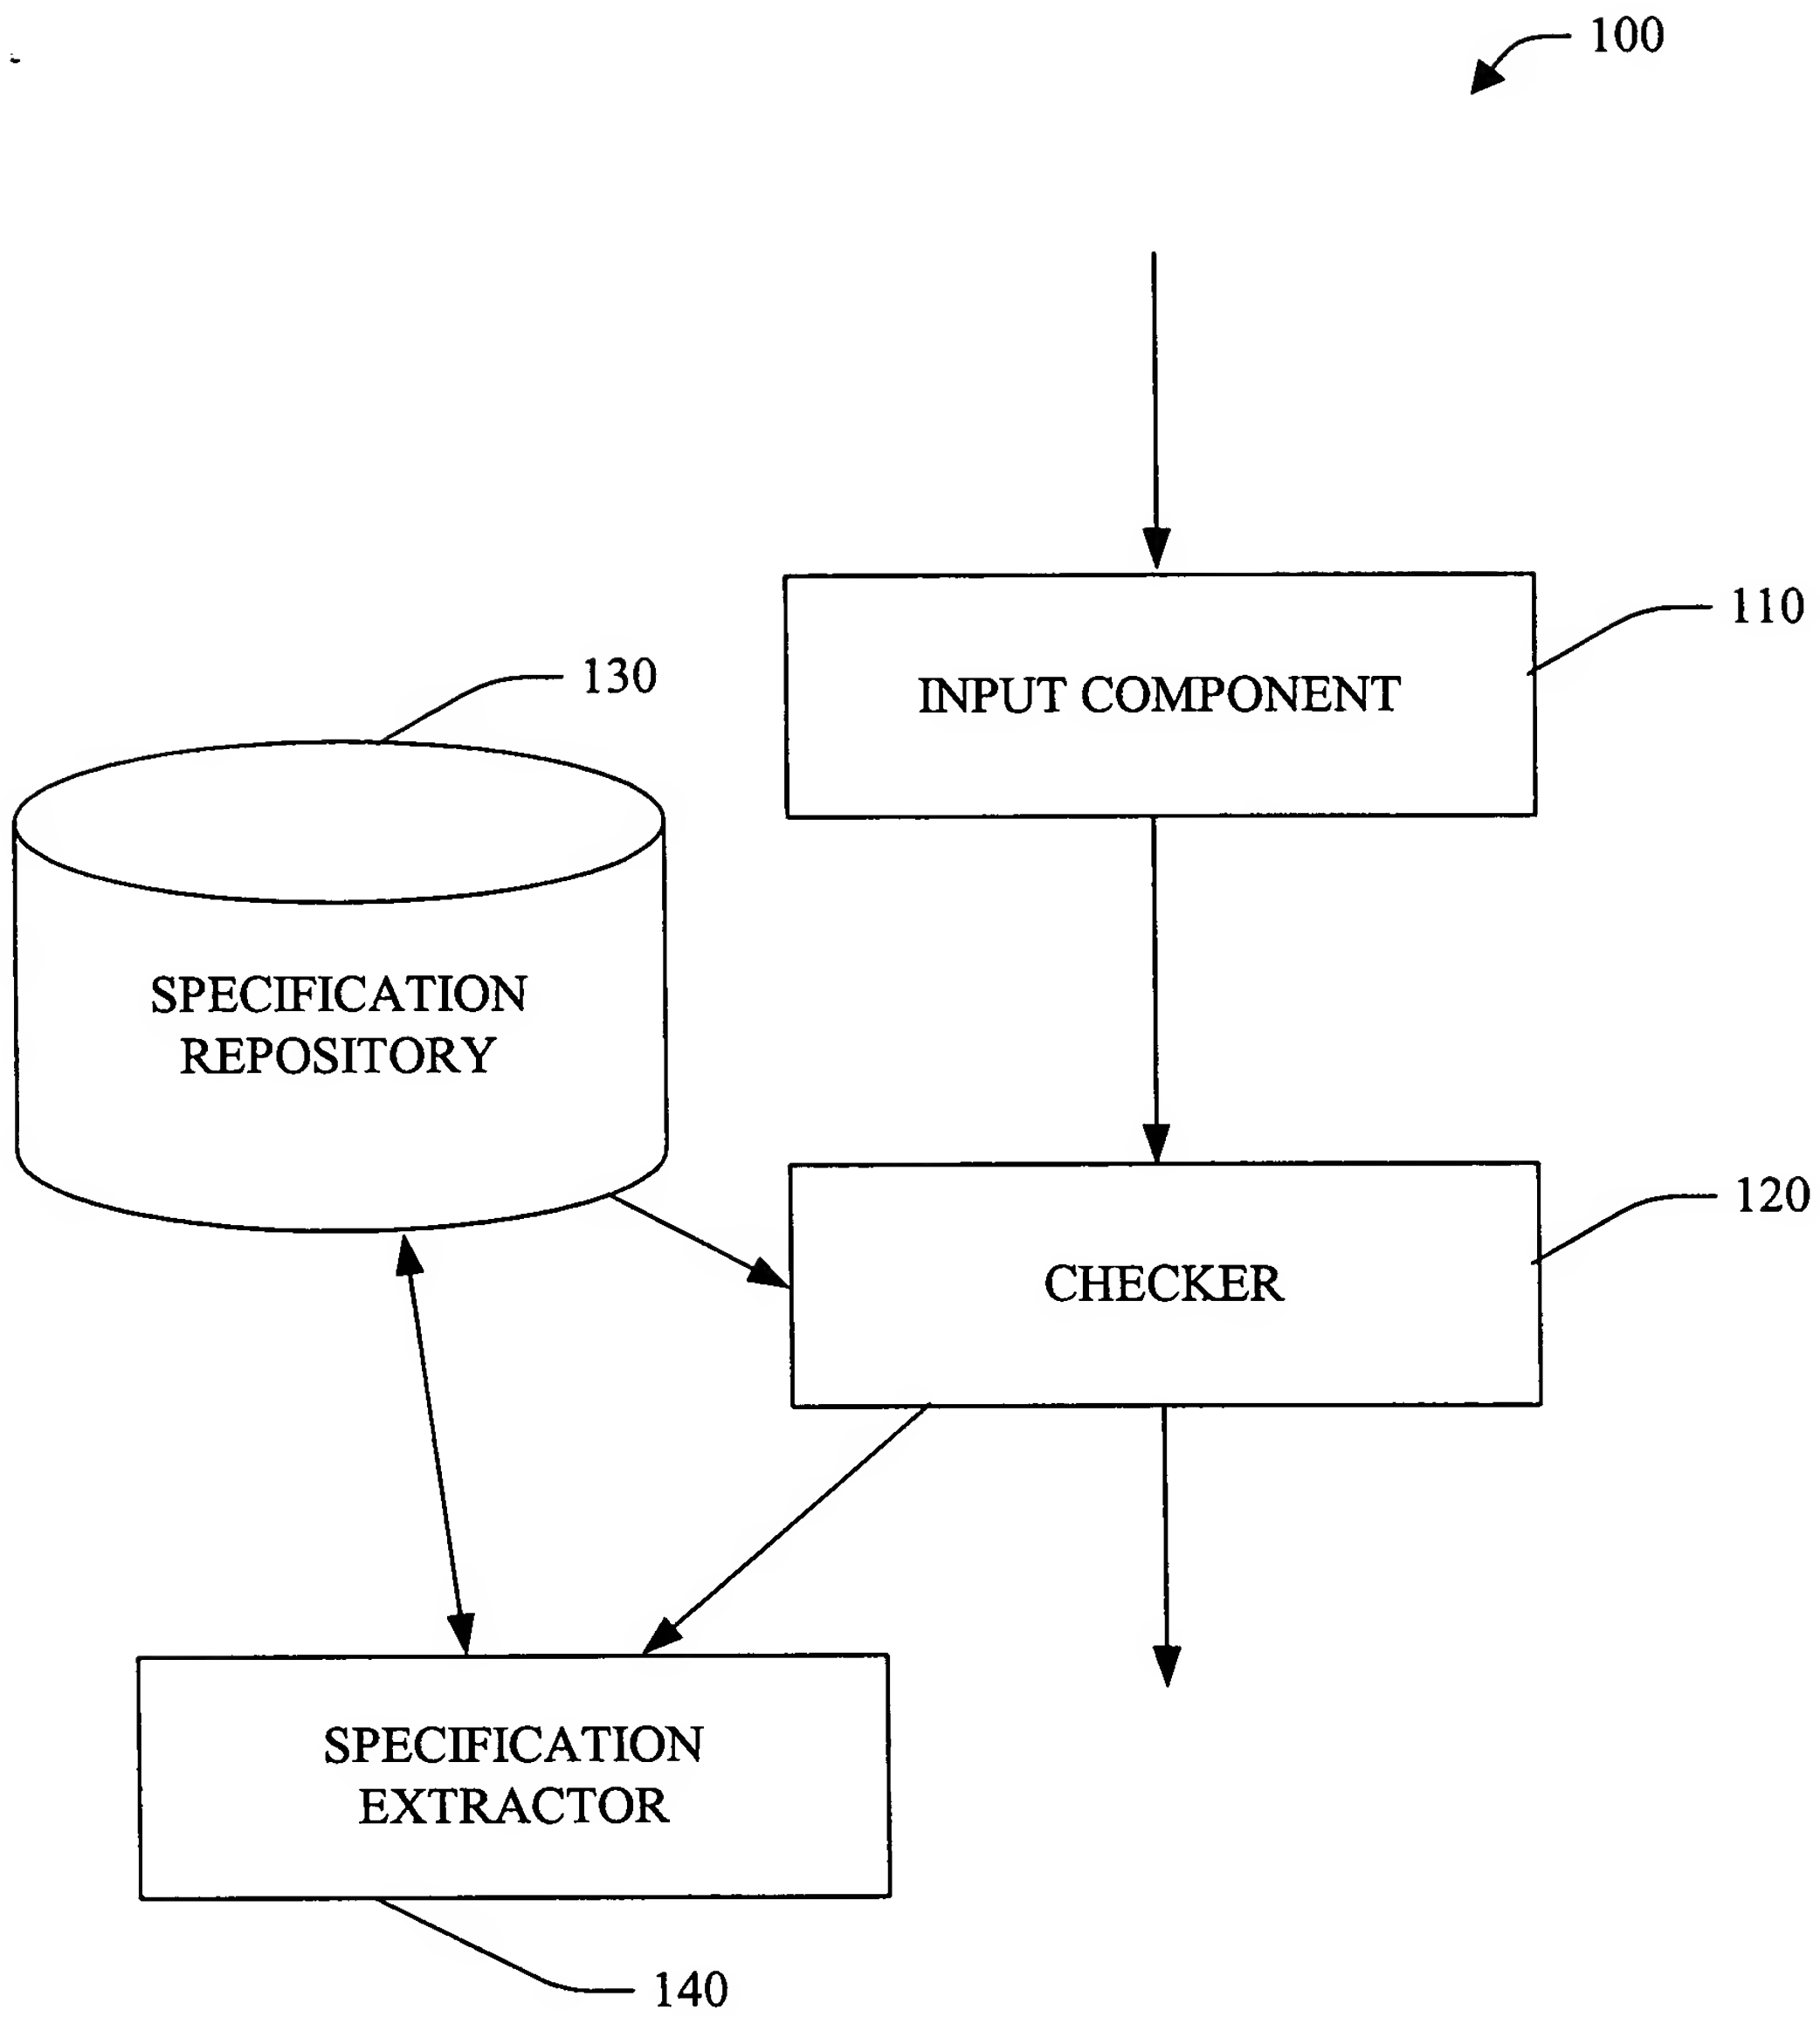 100
110
INPUT COMPONENT
130
SPECIFICATION
REPOSITORY
120
CHECKER
SPECIFICATION
EXTRACTOR
140